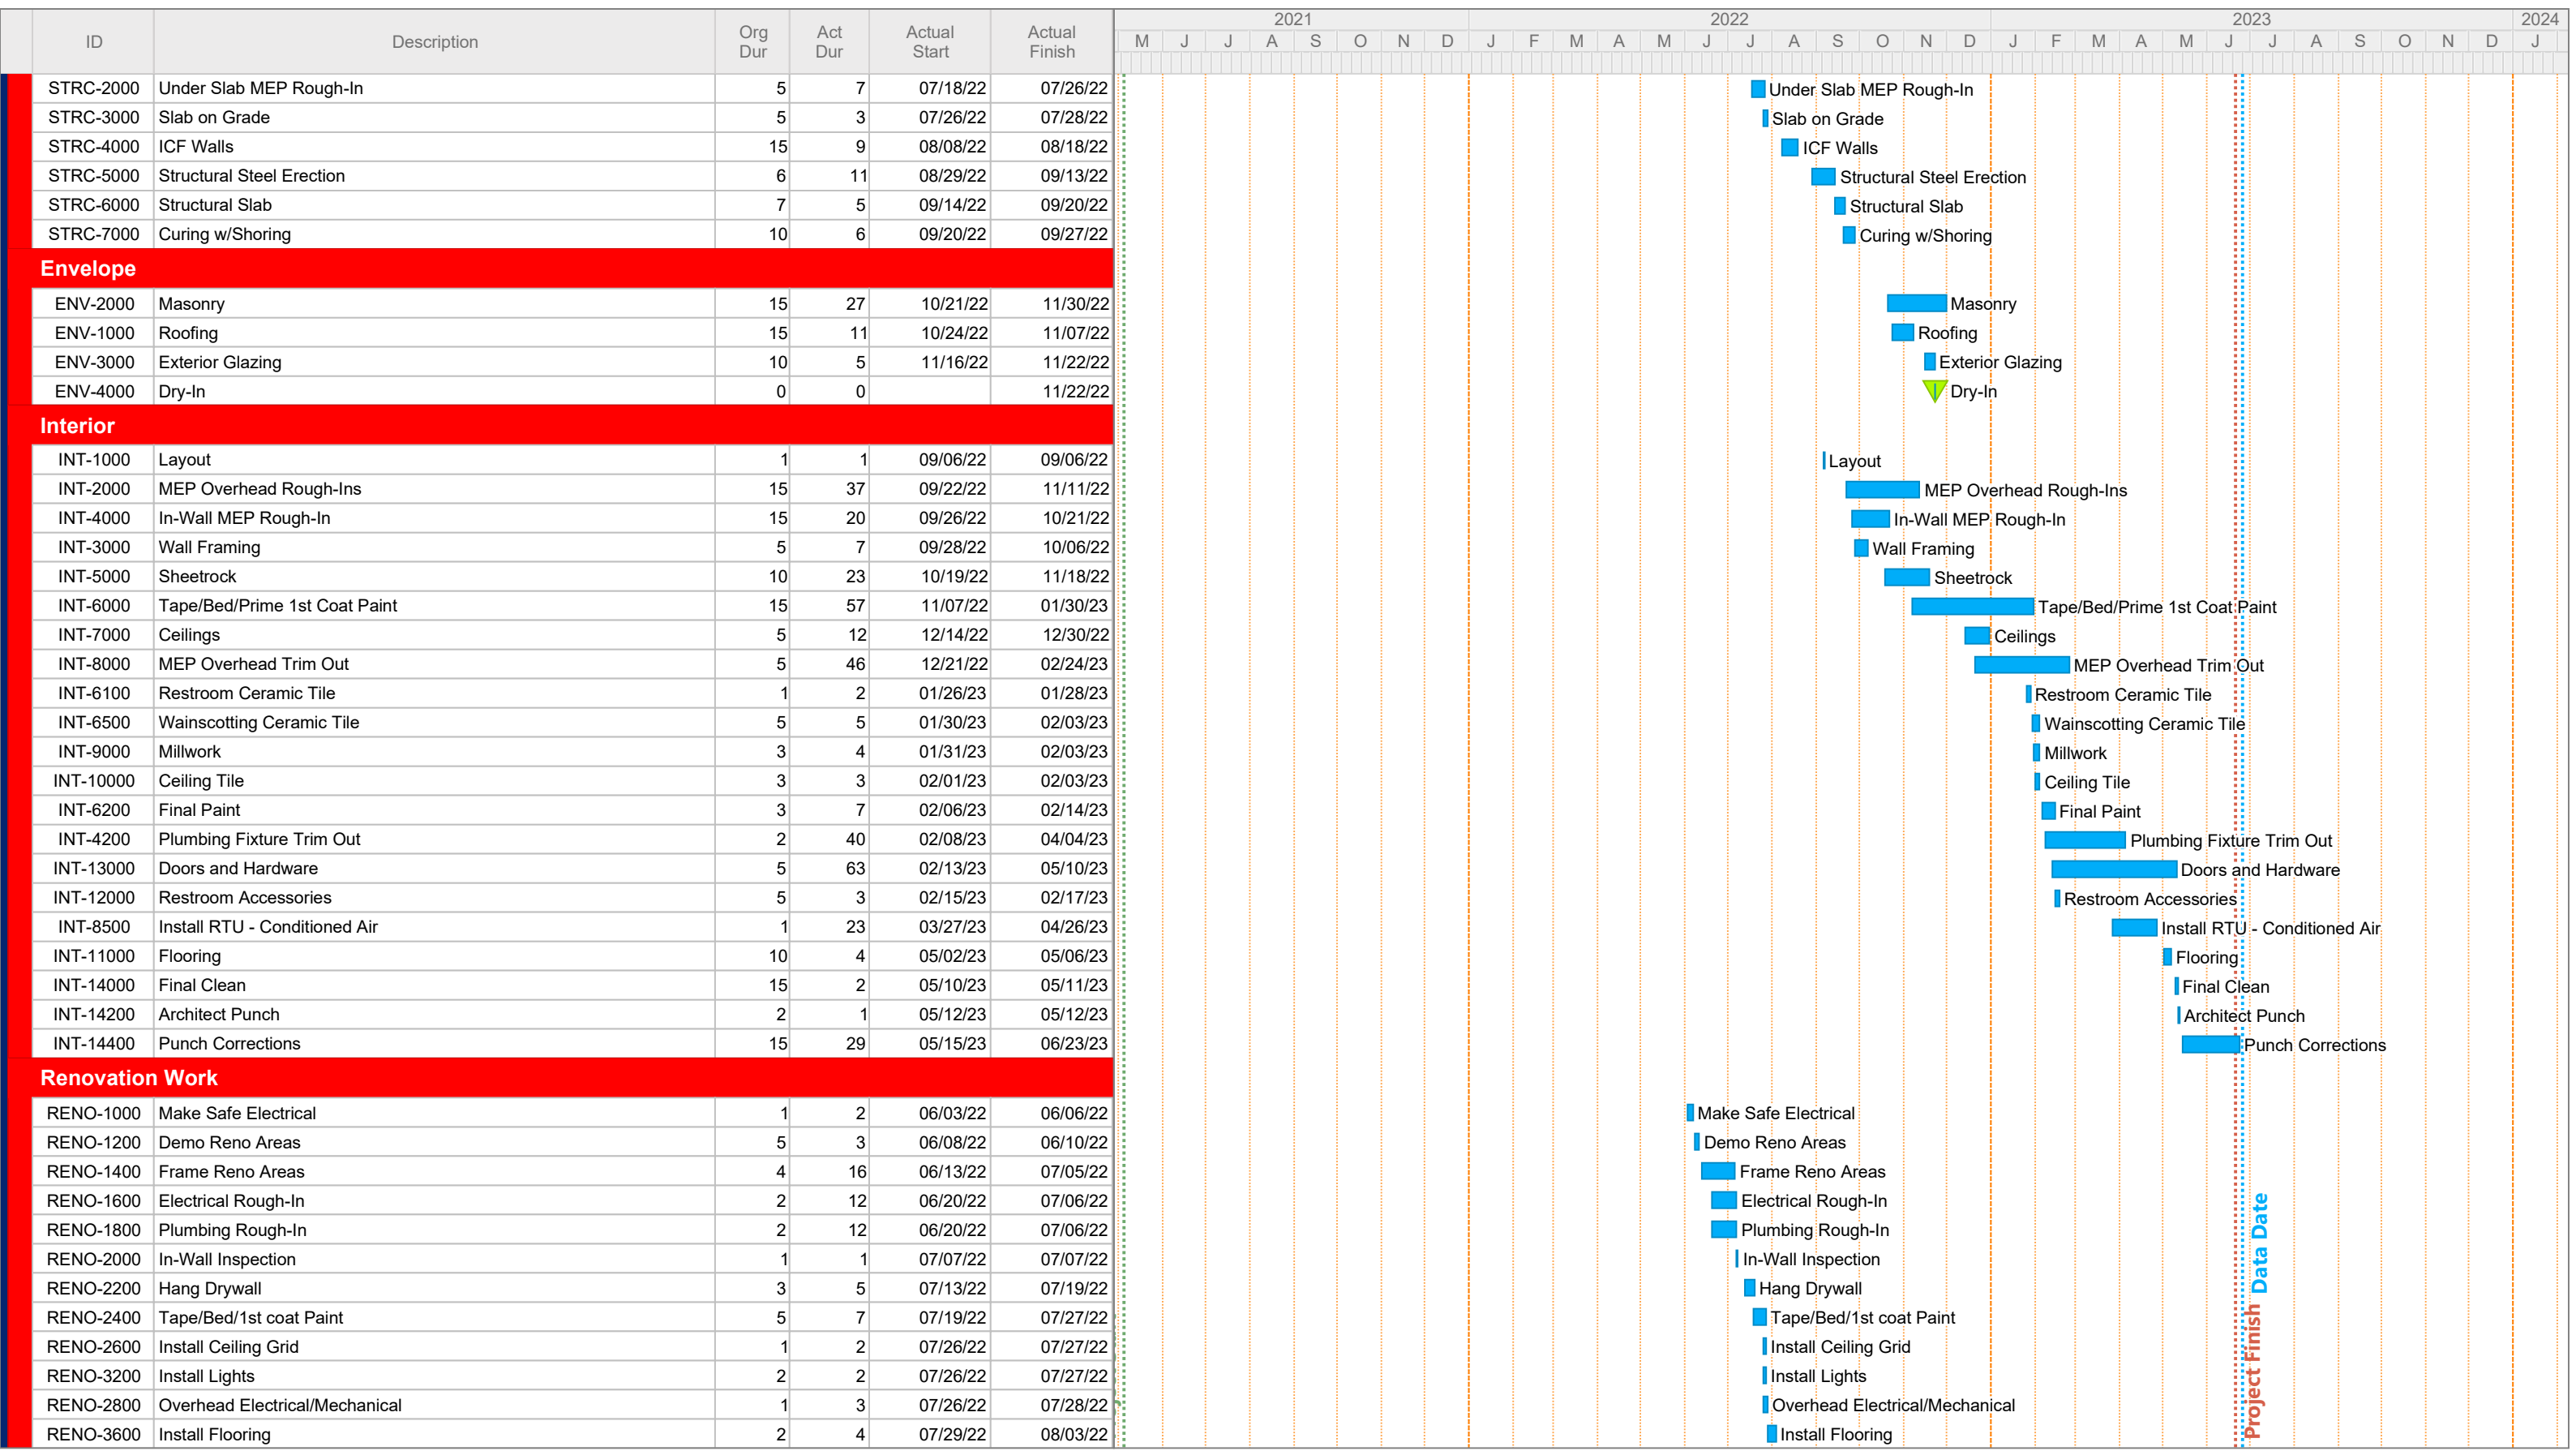 2021 2022 2023 2024
ID Description Org Dur Act Dur Actual Start Actual Finish M J J A S O N D J F M A M J J A S O N D J F M A M J J A S O N D J
STRC-2000 Under Slab MEP Rough-In 5 7 07/18/22 07/26/22 Under Slab MEP Rough-In
STRC-3000 Slab on Grade 5 3 07/26/22 07/28/22 Slab on Grade
STRC-4000 ICF Walls 15 9 08/08/22 08/18/22 ICF Walls
STRC-5000 Structural Steel Erection 6 11 08/29/22 09/13/22 Structural Steel Erection
STRC-6000 Structural Slab 7 5 09/14/22 09/20/22 Structural Slab
STRC-7000 Curing w/Shoring 10 6 09/20/22 09/27/22 Curing w/Shoring
Envelope
ENV-2000 Masonry 15 27 10/21/22 11/30/22 Masonry
ENV-1000 Roofing 15 11 10/24/22 11/07/22 Roofing
ENV-3000 Exterior Glazing 10 5 11/16/22 11/22/22 Exterior Glazing
ENV-4000 Dry-In 0 0 11/22/22 Dry-In
Interior
INT-1000 Layout 1 1 09/06/22 09/06/22 Layout
INT-2000 MEP Overhead Rough-Ins 15 37 09/22/22 11/11/22 MEP Overhead Rough-Ins
INT-4000 In-Wall MEP Rough-In 15 20 09/26/22 10/21/22 In-Wall MEP Rough-In
INT-3000 Wall Framing 5 7 09/28/22 10/06/22 Wall Framing
INT-5000 Sheetrock 10 23 10/19/22 11/18/22 Sheetrock
INT-6000 Tape/Bed/Prime 1st Coat Paint 15 57 11/07/22 01/30/23 Tape/Bed/Prime 1st Coat Paint
INT-7000 Ceilings 5 12 12/14/22 12/30/22 Ceilings
INT-8000 MEP Overhead Trim Out 5 46 12/21/22 02/24/23 MEP Overhead Trim Out
INT-6100 Restroom Ceramic Tile 1 2 01/26/23 01/28/23 Restroom Ceramic Tile
INT-6500 Wainscotting Ceramic Tile 5 5 01/30/23 02/03/23 Wainscotting Ceramic Tile
INT-9000 Millwork 3 4 01/31/23 02/03/23 Millwork
INT-10000 Ceiling Tile 3 3 02/01/23 02/03/23 Ceiling Tile
INT-6200 Final Paint 3 7 02/06/23 02/14/23 Final Paint
INT-4200 Plumbing Fixture Trim Out 2 40 02/08/23 04/04/23 Plumbing Fixture Trim Out
INT-13000 Doors and Hardware 5 63 02/13/23 05/10/23 Doors and Hardware
INT-12000 Restroom Accessories 5 3 02/15/23 02/17/23 Restroom Accessories
INT-8500 Install RTU - Conditioned Air 1 23 03/27/23 04/26/23 Install RTU - Conditioned Air
INT-11000 Flooring 10 4 05/02/23 05/06/23 Flooring
INT-14000 Final Clean 15 2 05/10/23 05/11/23 Final Clean
INT-14200 Architect Punch 2 1 05/12/23 05/12/23 Architect Punch
INT-14400 Punch Corrections 15 29 05/15/23 06/23/23 Punch Corrections
Renovation Work
RENO-1000 Make Safe Electrical 1 2 06/03/22 06/06/22 Make Safe Electrical
RENO-1200 Demo Reno Areas 5 3 06/08/22 06/10/22 Demo Reno Areas
RENO-1400 Frame Reno Areas 4 16 06/13/22 07/05/22 Frame Reno Areas
RENO-1600 Electrical Rough-In 2 12 06/20/22 07/06/22 Electrical Rough-In
RENO-1800 Plumbing Rough-In 2 12 06/20/22 07/06/22 Plumbing Rough-In
RENO-2000 In-Wall Inspection 1 1 07/07/22 07/07/22 In-Wall Inspection
RENO-2200 Hang Drywall 3 5 07/13/22 07/19/22 Hang Drywall
RENO-2400 Tape/Bed/1st coat Paint 5 7 07/19/22 07/27/22 Tape/Bed/1st coat Paint
RENO-2600 Install Ceiling Grid 1 2 07/26/22 07/27/22 Install Ceiling Grid
RENO-3200 Install Lights 2 2 07/26/22 07/27/22 Install Lights
RENO-2800 Overhead Electrical/Mechanical 1 3 07/26/22 07/28/22 Overhead Electrical/Mechanical
RENO-3600 Install Flooring 2 4 07/29/22 08/03/22 Install Flooring
Project Finish
Data Date